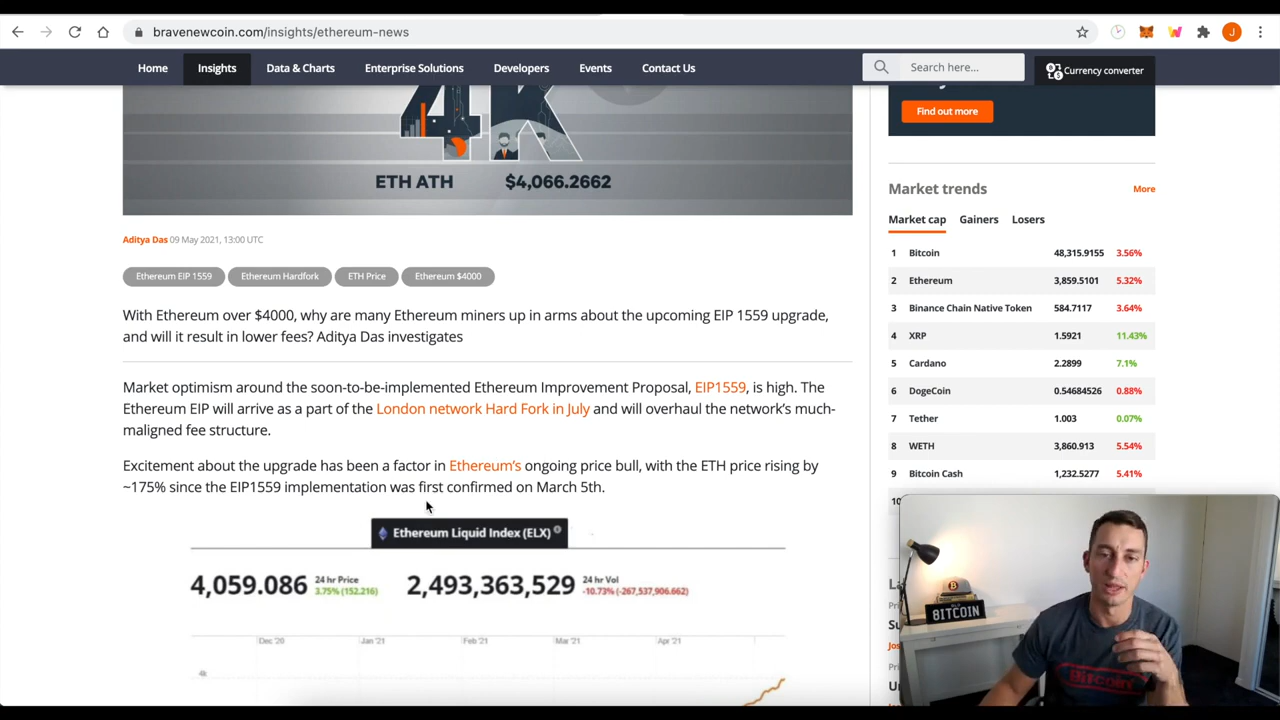 bravenewcoin.com/insights/ethereum-news
J
Home Insights Data & Charts Enterprise Solutions Developers Events Contact Us
Search here...
Currency converter
4K
ETH ATH $4,066.2662
Find out more
Aditya Das 09 May 2021, 13:00 UTC
Ethereum EIP 1559 Ethereum Hardfork ETH Price Ethereum $4000
With Ethereum over $4000, why are many Ethereum miners up in arms about the upcoming EIP 1559 upgrade,
and will it result in lower fees? Aditya Das investigates
Market optimism around the soon-to-be-implemented Ethereum Improvement Proposal, EIP1559, is high. The
Ethereum EIP will arrive as a part of the London network Hard Fork in July and will overhaul the network's much-
maligned fee structure.
Excitement about the upgrade has been a factor in Ethereum's ongoing price bull, with the ETH price rising by
~175% since the EIP1559 implementation was first confirmed on March 5th.
Ethereum Liquid Index (ELX)
4,059.086 24 hr Price 3.75% (152.216)
2,493,363,529 24 hr Vol -10.73% (-267,537,906.662)
Dec '20 Jan '21 Feb '21 Mar '21 Apr '21
4k
Market trends More
Market cap Gainers Losers
1 Bitcoin 48,315.9155 3.56%
2 Ethereum 3,859.5101 5.32%
3 Binance Chain Native Token 584.7117 3.64%
4 XRP 1.5921 11.43%
5 Cardano 2.2899 7.1%
6 DogeCoin 0.54684526 0.88%
7 Tether 1.003 0.07%
8 WETH 3,860.913 5.54%
9 Bitcoin Cash 1,232.5277 5.41%
10
BITCOIN